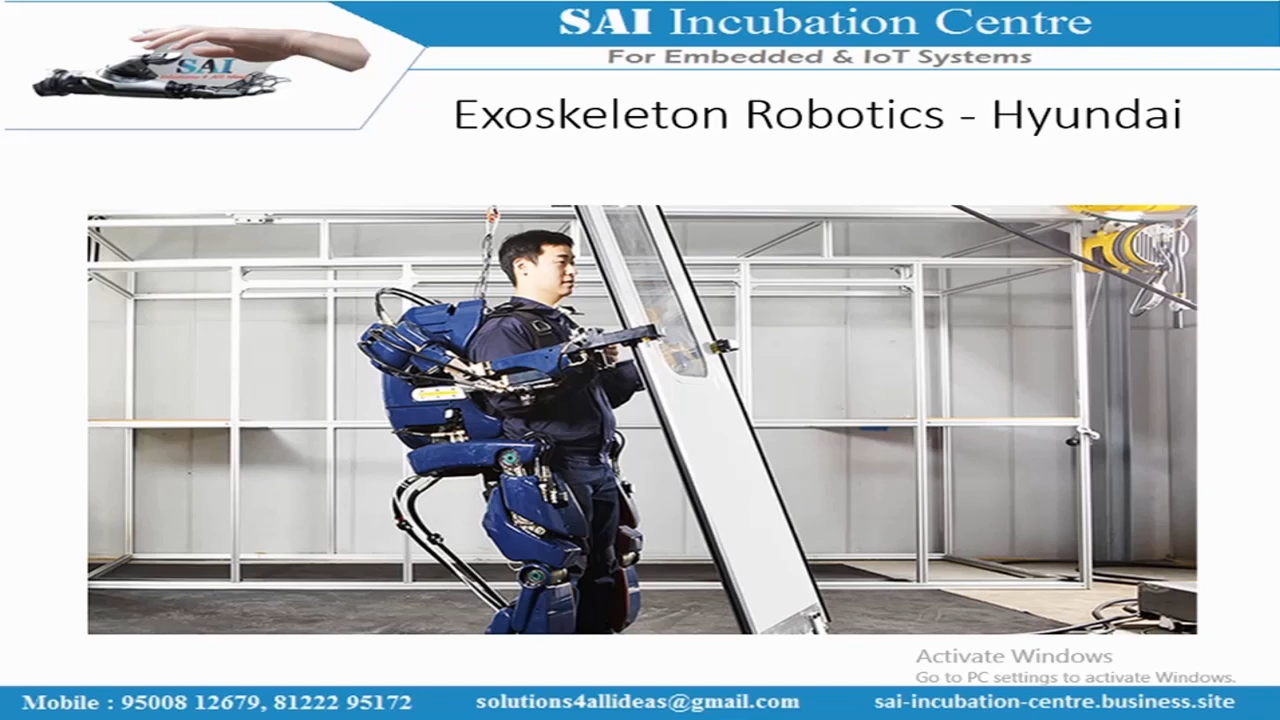 SAI Incubation Centre
For Embedded & IoT Systems
SAI
Exoskeleton Robotics - Hyundai
Activate Windows
Go to PC settings to activate Windows.
Mobile : 95008 12679, 81222 95172
solutions4allideas@gmail.com
sai-incubation-centre.business.site